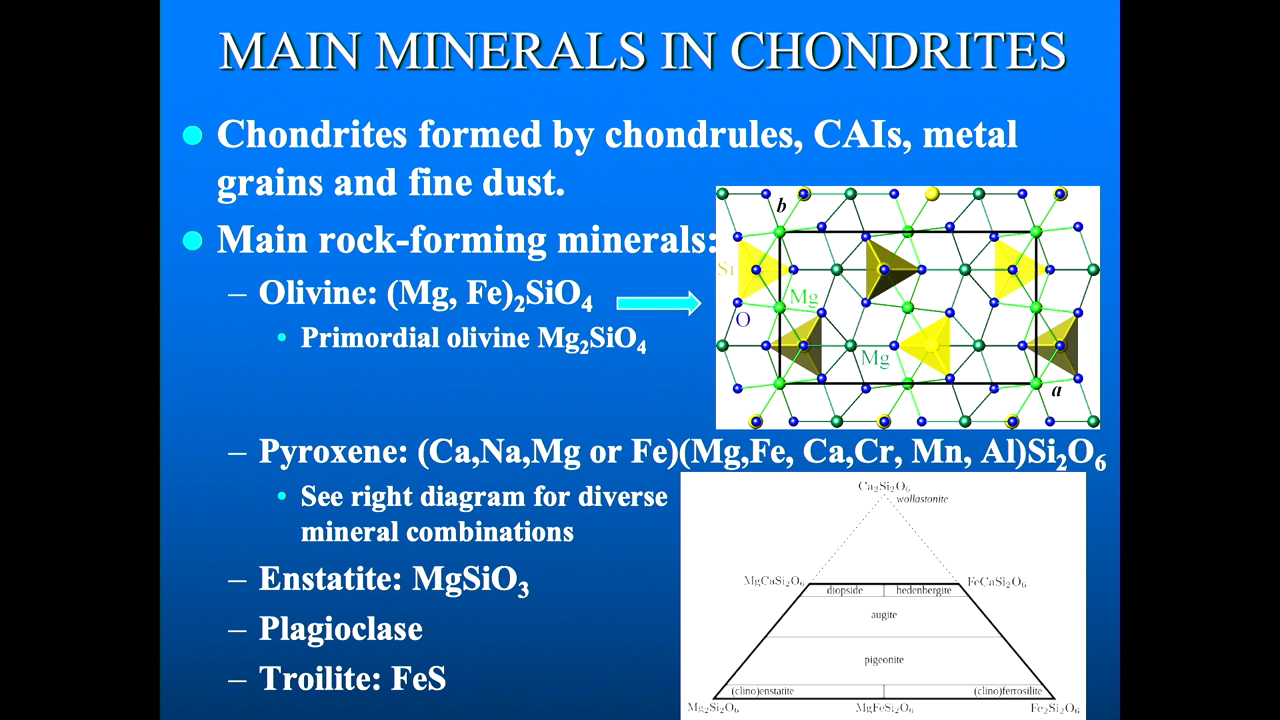 MAIN MINERALS IN CHONDRITES
Chondrites formed by chondrules, CAIs, metal
grains and fine dust.
Main rock-forming minerals:
– Olivine: (Mg, Fe)₂SiO₄
• Primordial olivine Mg₂SiO₄
b
Si
Mg
O
Mg
a
– Pyroxene: (Ca,Na,Mg or Fe)(Mg,Fe, Ca,Cr, Mn, Al)Si₂O₆
• See right diagram for diverse
mineral combinations
– Enstatite: MgSiO₃
– Plagioclase
– Troilite: FeS
Ca₂Si₂O₆
wollastonite
MgCaSi₂O₆
FeCaSi₂O₆
diopside
hedenbergite
augite
pigeonite
(clino)enstatite
(clino)ferrosilite
Mg₂Si₂O₆
MgFeSi₂O₆
Fe₂Si₂O₆